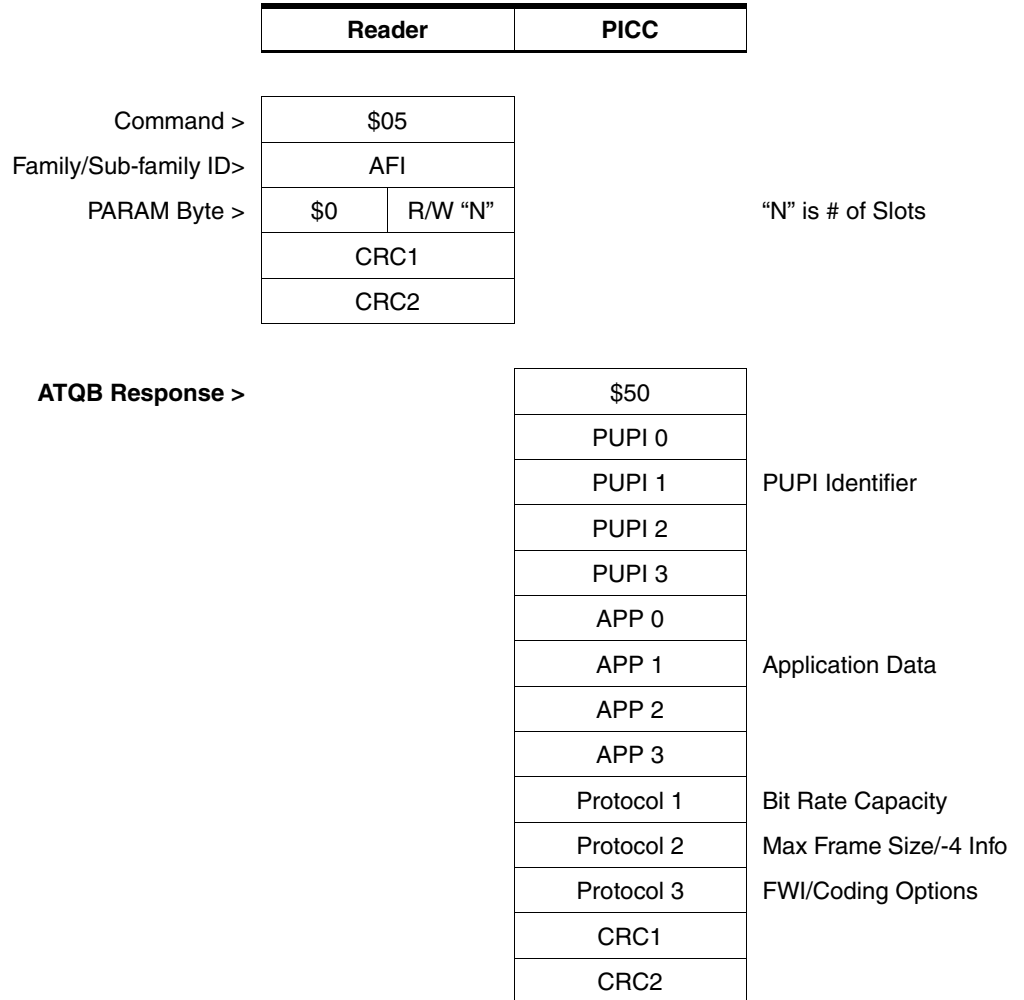 Reader PICC
Command > $05
Family/Sub-family ID> AFI
PARAM Byte > $0 R/W “N” “N” is # of Slots
CRC1
CRC2
ATQB Response > $50
PUPI 0
PUPI 1 PUPI Identifier
PUPI 2
PUPI 3
APP 0
APP 1 Application Data
APP 2
APP 3
Protocol 1 Bit Rate Capacity
Protocol 2 Max Frame Size/-4 Info
Protocol 3 FWI/Coding Options
CRC1
CRC2